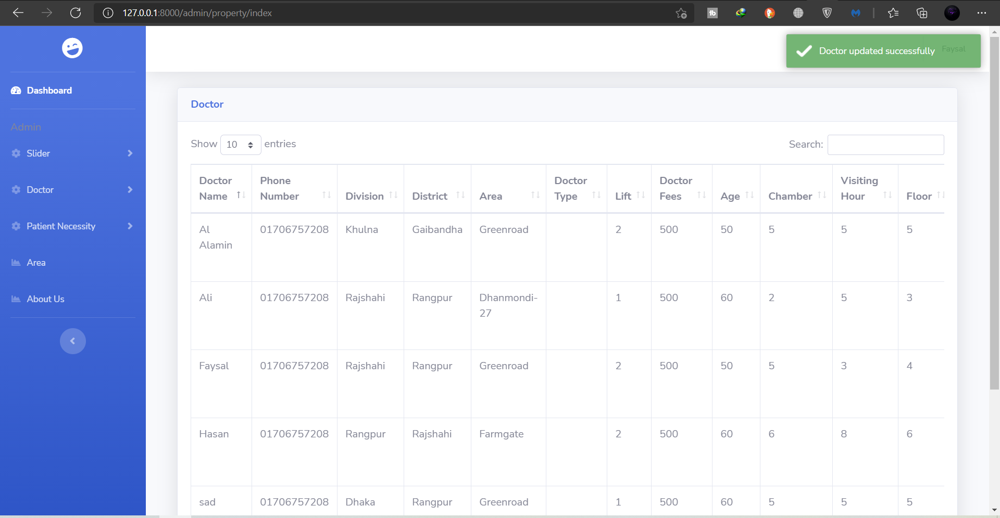 127.0.0.1:8000/admin/property/index
Doctor updated successfully
Faysal
Dashboard
Admin
Slider
Doctor
Patient Necessity
Area
About Us
Doctor
Show 10 entries
Search:
Doctor Name Phone Number Division District Area Doctor Type Lift Doctor Fees Age Chamber Visiting Hour Floor
Al Alamin 01706757208 Khulna Gaibandha Greenroad 2 500 50 5 5 5
Ali 01706757208 Rajshahi Rangpur Dhanmondi-27 1 500 60 2 5 3
Faysal 01706757208 Rajshahi Rangpur Greenroad 2 500 50 5 3 4
Hasan 01706757208 Rangpur Rajshahi Farmgate 2 500 60 6 8 6
sad 01706757208 Dhaka Rangpur Greenroad 1 500 60 5 5 5